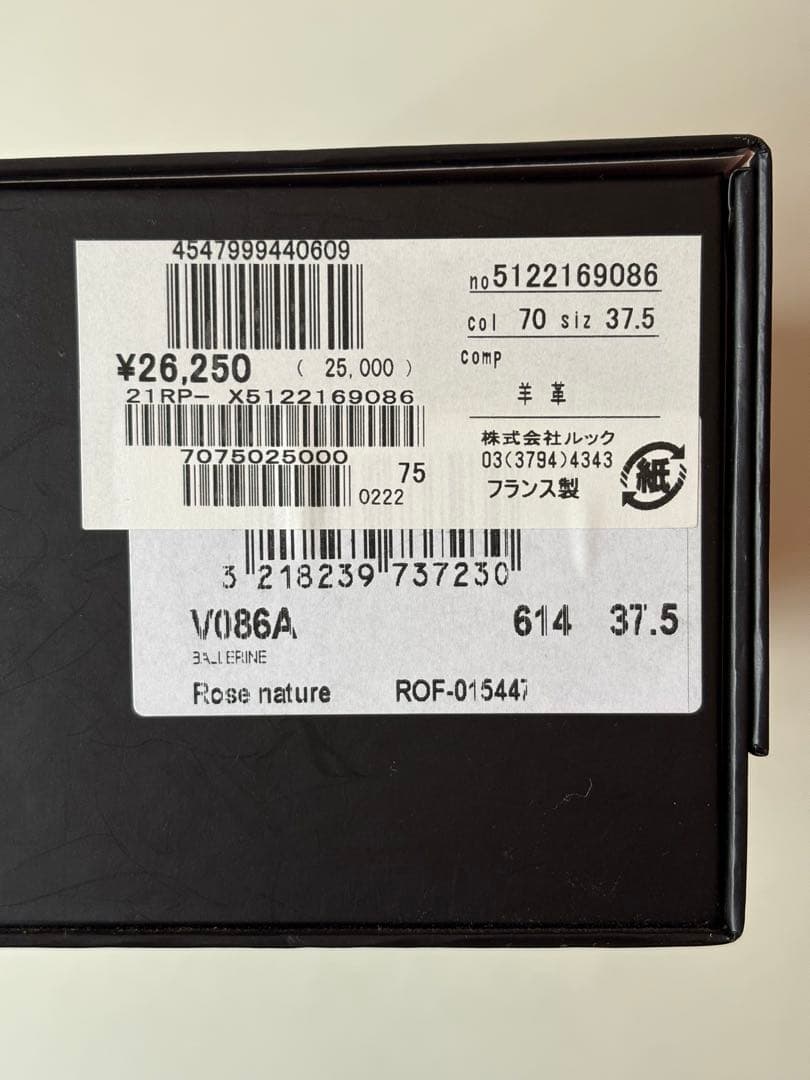 4547999440609
¥26,250 ( 25,000 )
21RP- X5122169086
7075025000
75
0222
no 5122169086
col 70 siz 37.5
comp
羊 革
株式会社ルック
03(3794)4343
フランス製
紙
3 218239 737230
V086A 614 37.5
BALLERINE
Rose nature ROF-015447